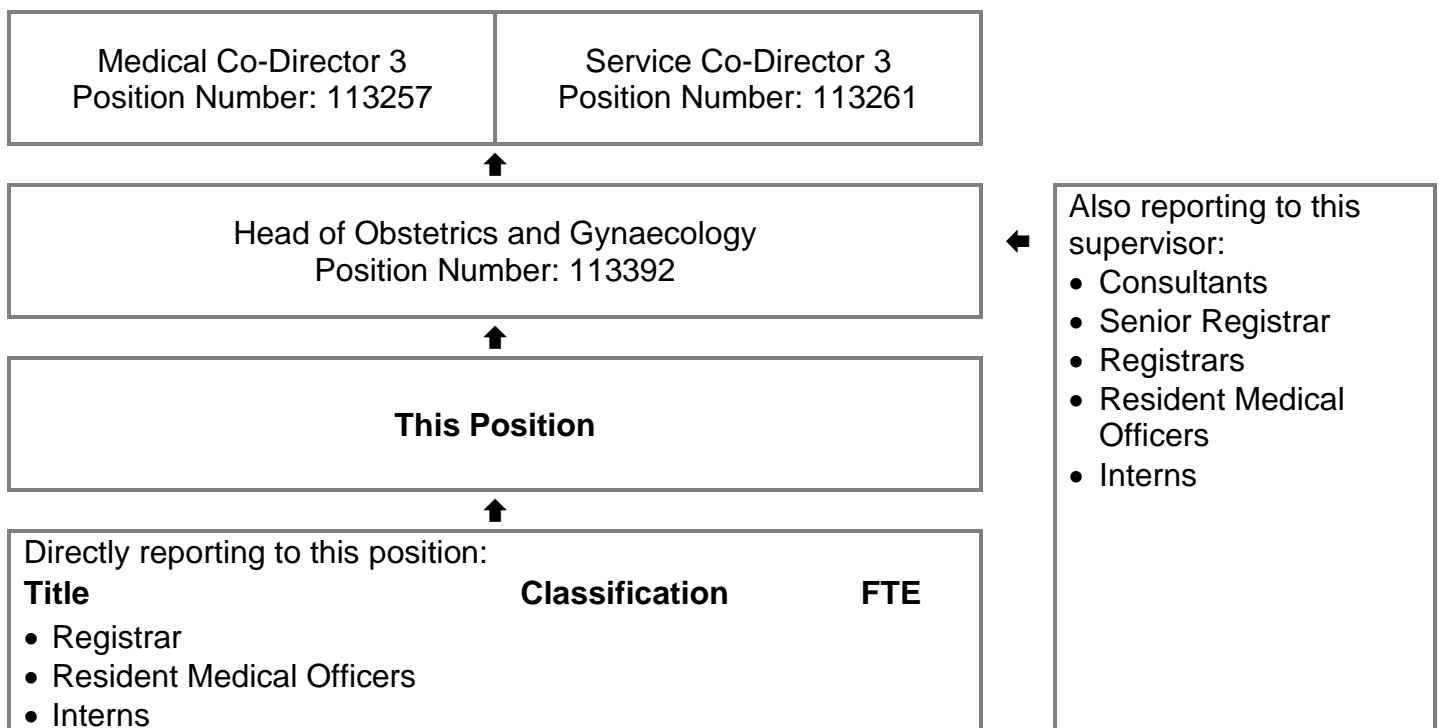 Medical Co-Director 3
Position Number: 113257
Service Co-Director 3
Position Number: 113261
Head of Obstetrics and Gynaecology
Position Number: 113392
Also reporting to this
supervisor:
• Consultants
• Senior Registrar
• Registrars
• Resident Medical
Officers
• Interns
This Position
Directly reporting to this position:
Title Classification FTE
• Registrar
• Resident Medical Officers
• Interns